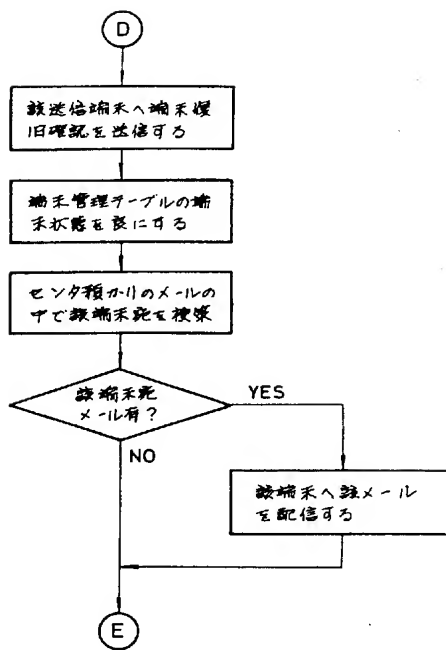 D
該送信端末へ端末復
旧確認を送信する
端末管理テーブルの端
末状態を良にする
センタ預かりのメールの
中で該端末宛を検索
該端末宛
メール有?
YES
NO
該端末へ該メール
を配信する
E